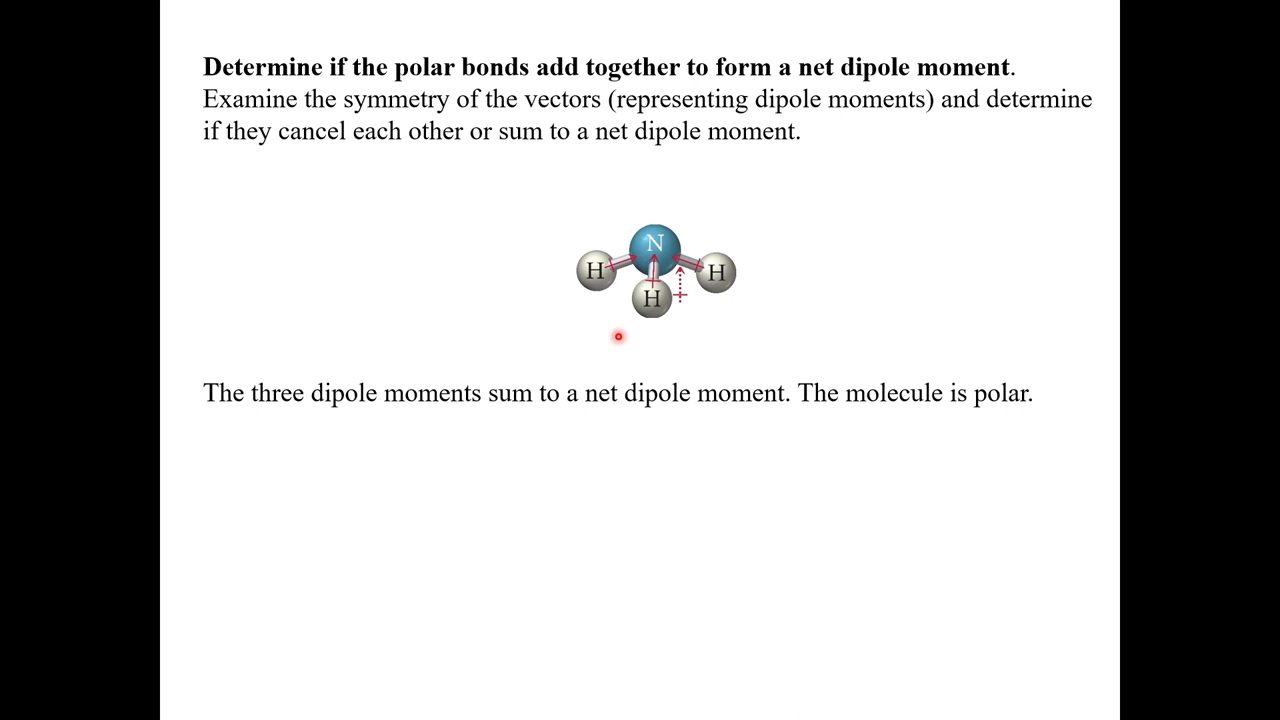 Determine if the polar bonds add together to form a net dipole moment.
Examine the symmetry of the vectors (representing dipole moments) and determine
if they cancel each other or sum to a net dipole moment.
N
H
H
H
The three dipole moments sum to a net dipole moment. The molecule is polar.